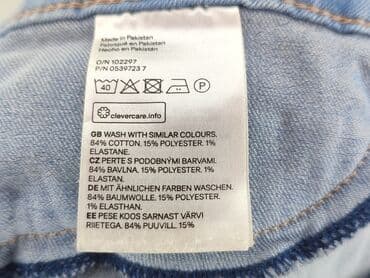 Made in Pakistan
Fabriqué en Pakistan
Hecho en Pakistán
O/N 102297
P/N 0539723 7
40 P
clevercare.info
GB WASH WITH SIMILAR COLOURS.
84% COTTON. 15% POLYESTER. 1%
ELASTANE.
CZ PERTE S PODOBNÝMI BARVAMI.
84% BAVLNA. 15% POLYESTER. 1%
ELASTAN.
DE MIT ÄHNLICHEN FARBEN WASCHEN.
84% BAUMWOLLE. 15% POLYESTER.
1% ELASTHAN.
EE PESE KOOS SARNAST VÄRVI
RIIETEGA. 84% PUUVILL. 15%